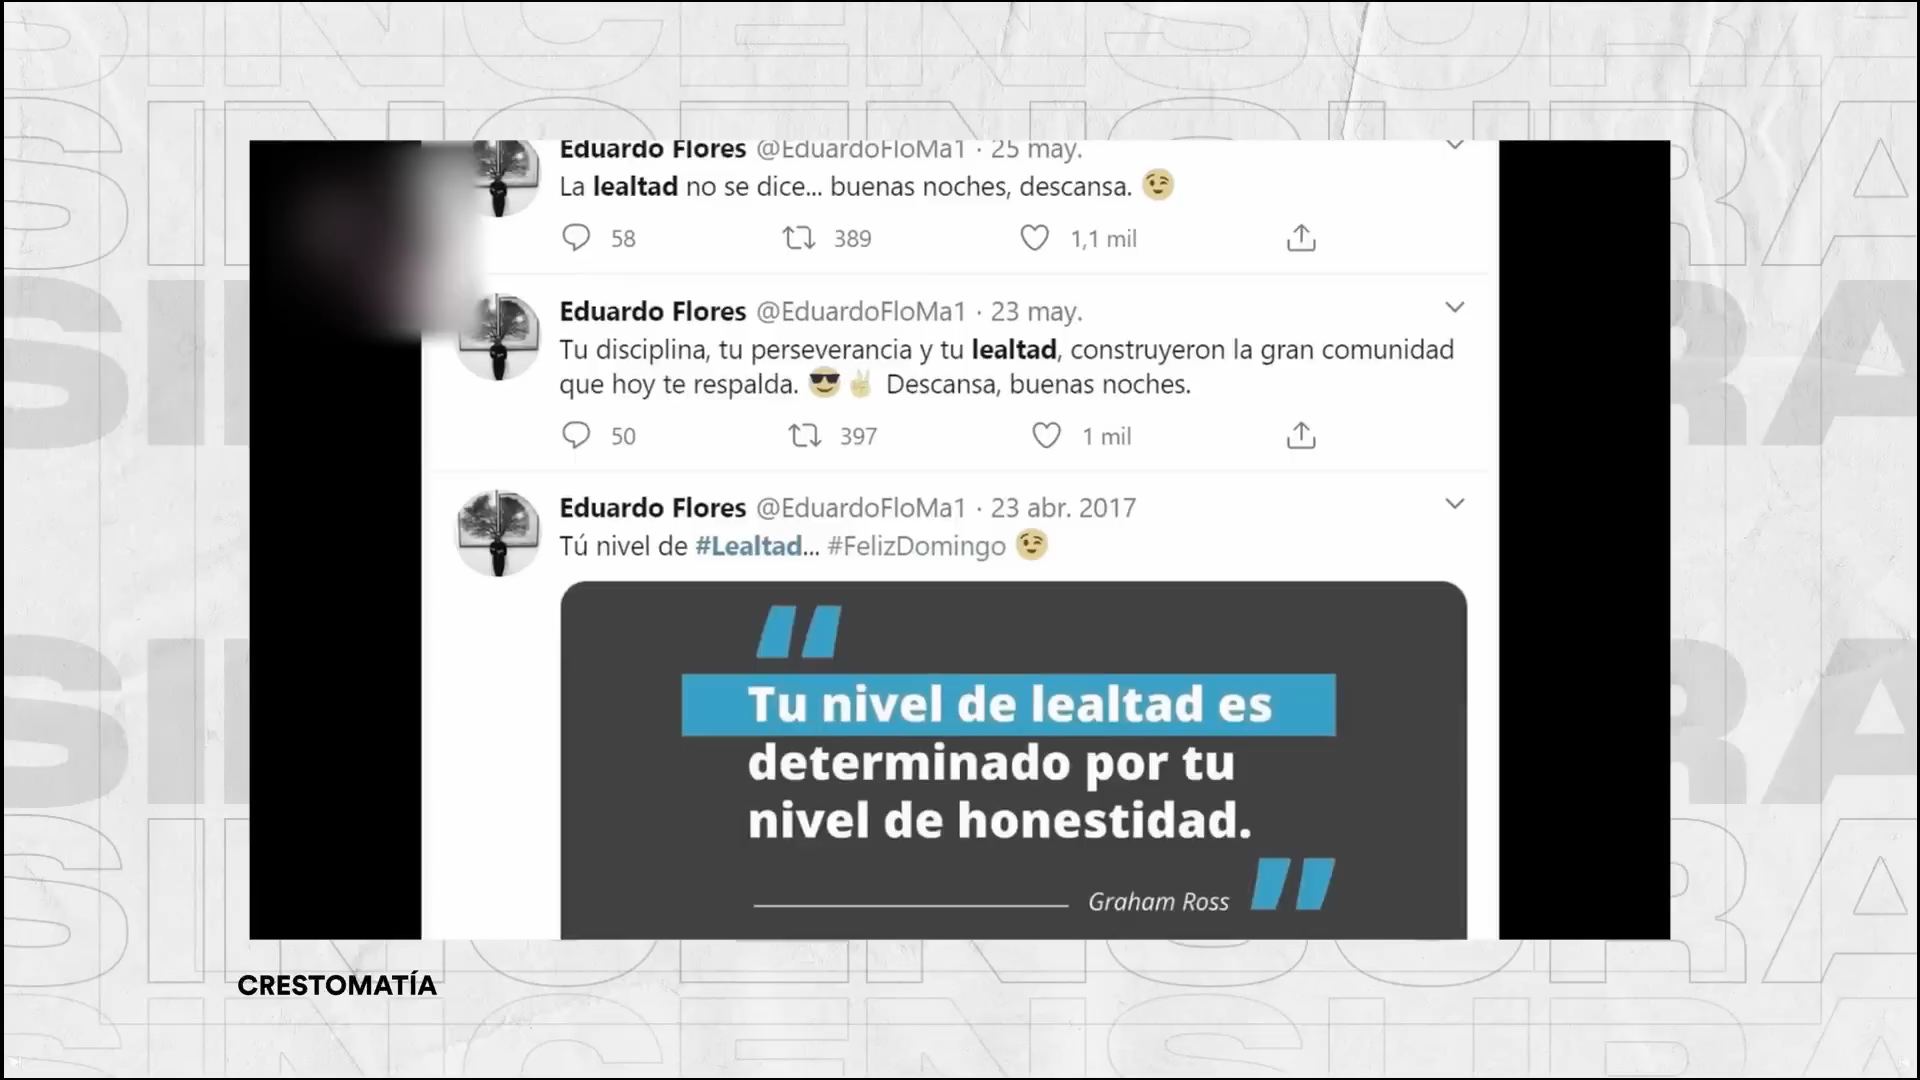 SINCENSURA
SINCENSURA
Eduardo Flores @EduardoFloMa1 · 25 may.
La lealtad no se dice... buenas noches, descansa. 😉
58 389 1,1 mil
Eduardo Flores @EduardoFloMa1 · 23 may.
Tu disciplina, tu perseverancia y tu lealtad, construyeron la gran comunidad
que hoy te respalda. 😎✌ Descansa, buenas noches.
50 397 1 mil
Eduardo Flores @EduardoFloMa1 · 23 abr. 2017
Tú nivel de #Lealtad... #FelizDomingo 😉
“
Tu nivel de lealtad es
determinado por tu
nivel de honestidad.
Graham Ross ”
CRESTOMATÍA